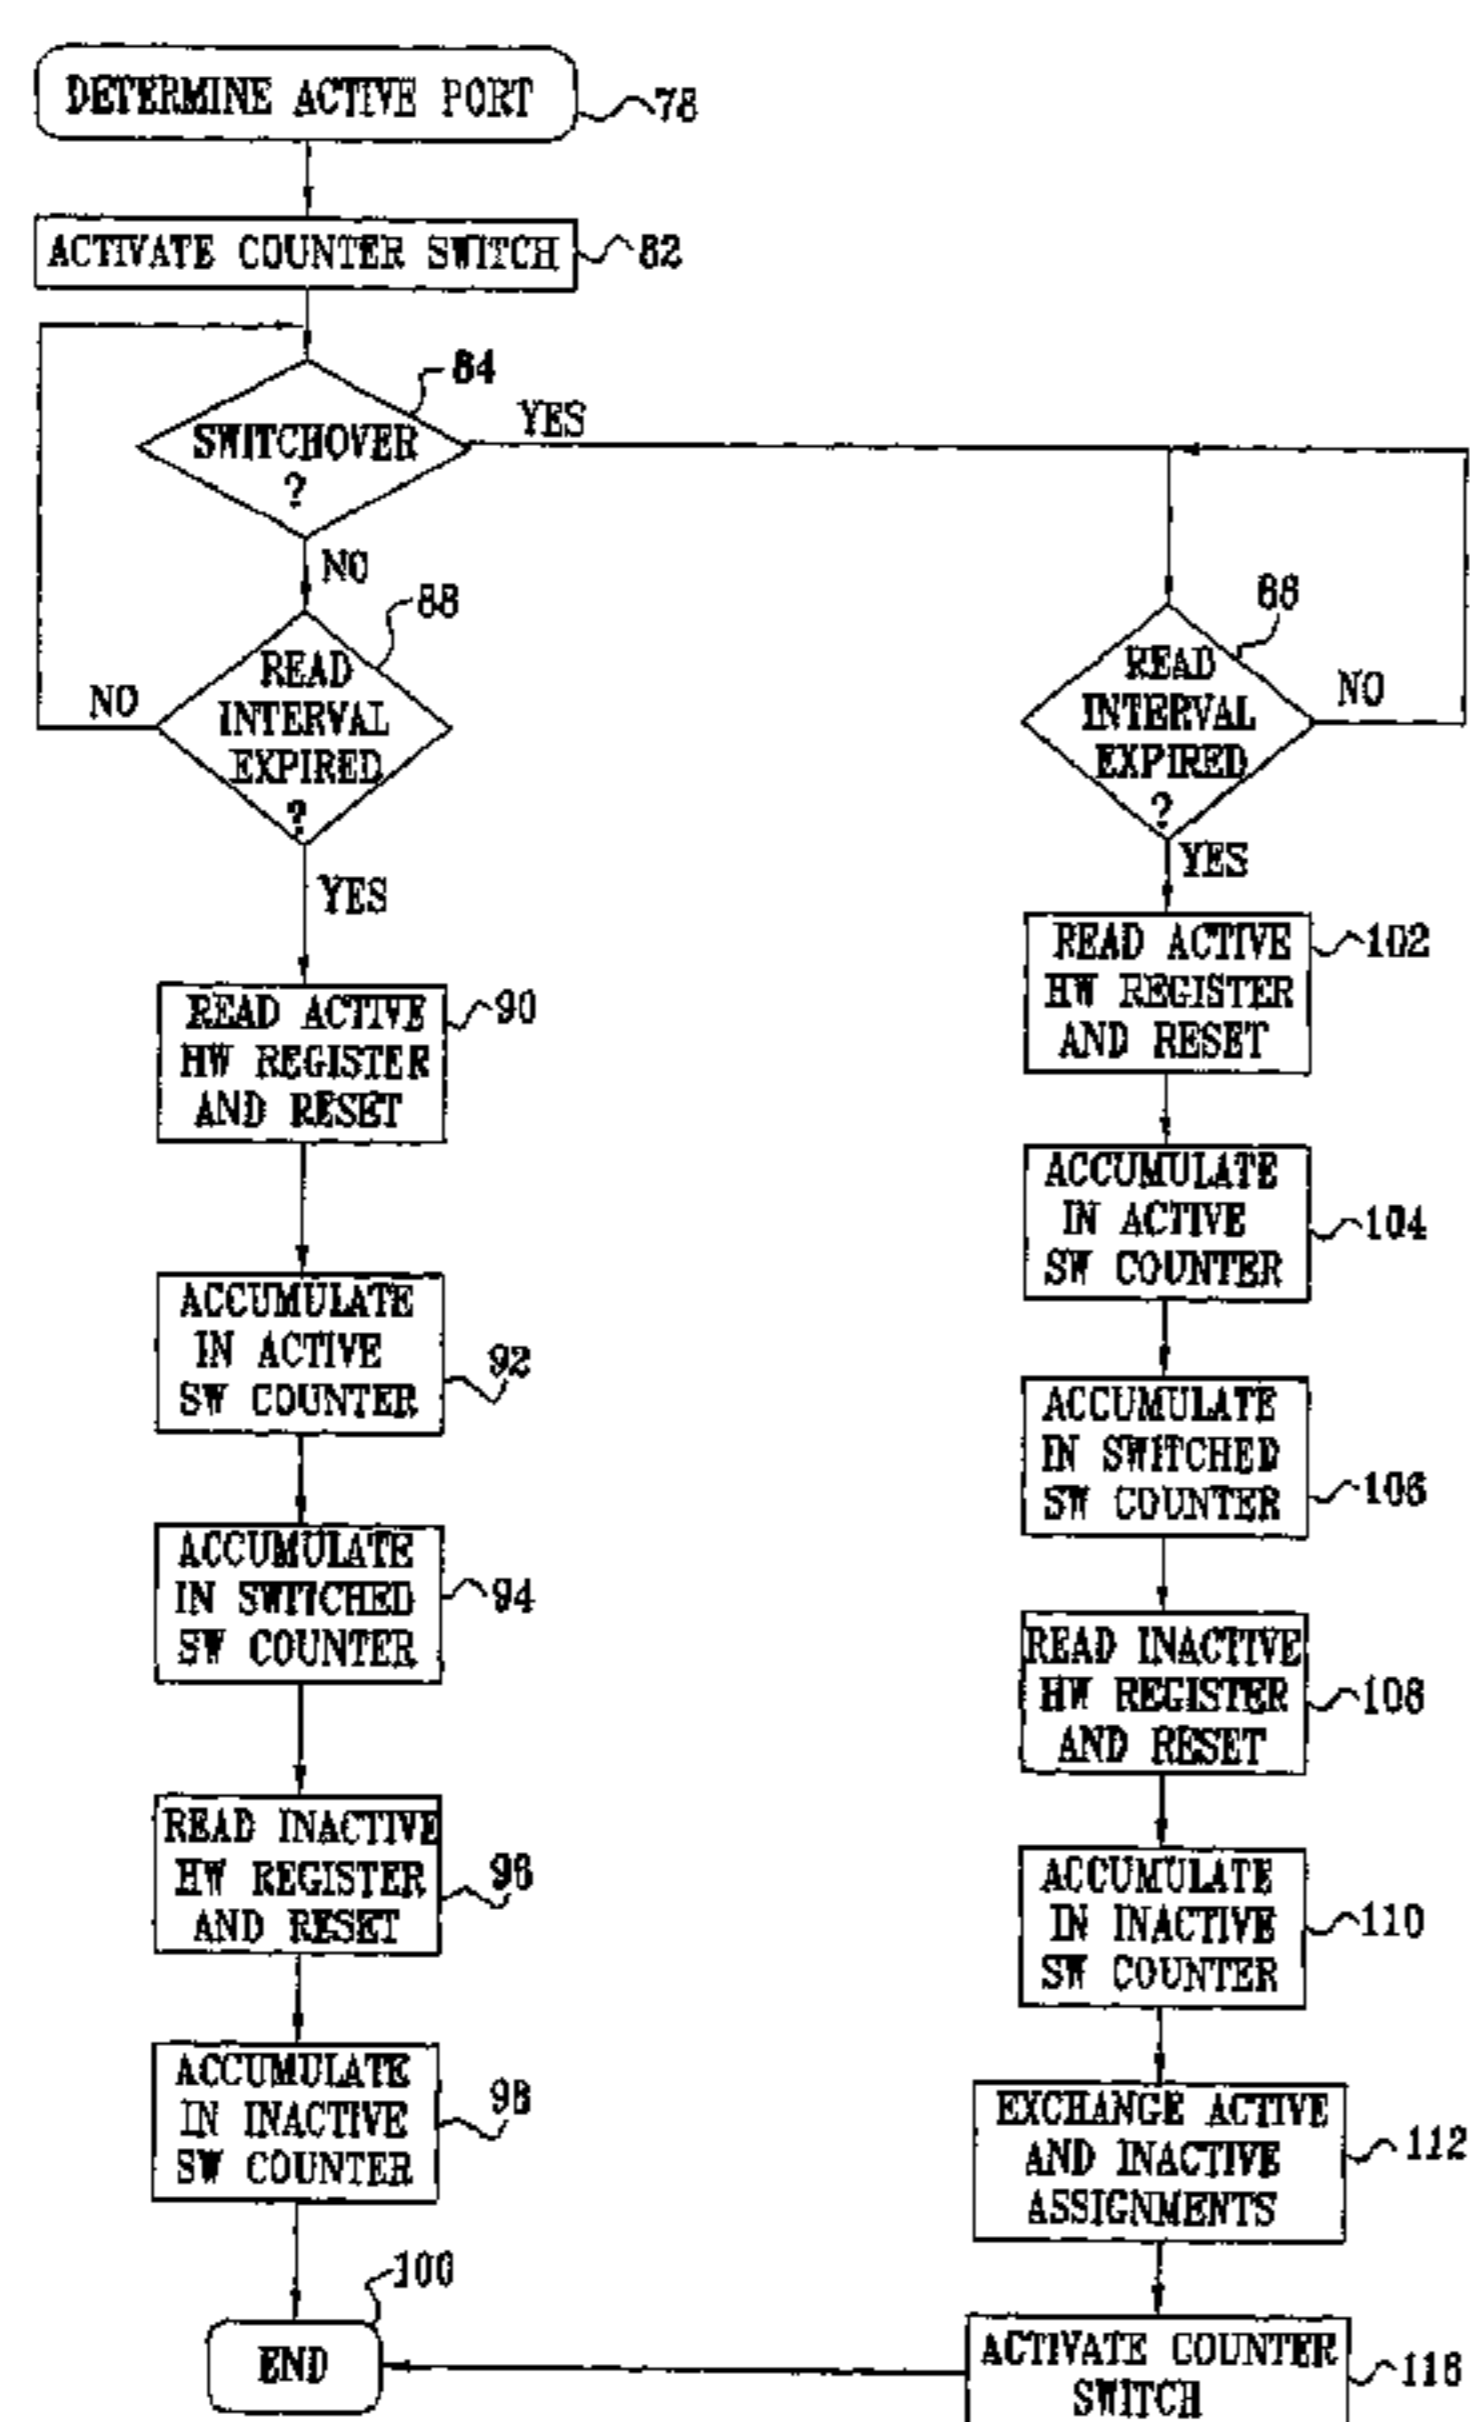 DETERMINE ACTIVE PORT
78
ACTIVATE COUNTER SWITCH
82
84
SWITCHOVER
?
YES
NO
88
READ
INTERVAL
EXPIRED
?
NO
YES
READ ACTIVE
HW REGISTER
AND RESET
90
ACCUMULATE
IN ACTIVE
SW COUNTER
92
ACCUMULATE
IN SWITCHED
SW COUNTER
94
READ INACTIVE
HW REGISTER
AND RESET
96
ACCUMULATE
IN INACTIVE
SW COUNTER
98
100
END
READ
INTERVAL
EXPIRED
?
NO
YES
READ ACTIVE
HW REGISTER
AND RESET
102
ACCUMULATE
IN ACTIVE
SW COUNTER
104
ACCUMULATE
IN SWITCHED
SW COUNTER
106
READ INACTIVE
HW REGISTER
AND RESET
108
ACCUMULATE
IN INACTIVE
SW COUNTER
110
EXCHANGE ACTIVE
AND INACTIVE
ASSIGNMENTS
112
ACTIVATE COUNTER
SWITCH